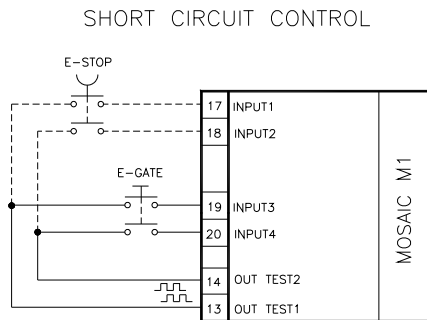 SHORT CIRCUIT CONTROL
E-STOP
17 INPUT1
18 INPUT2
E-GATE
19 INPUT3
20 INPUT4
14 OUT TEST2
13 OUT TEST1
MOSAIC M1